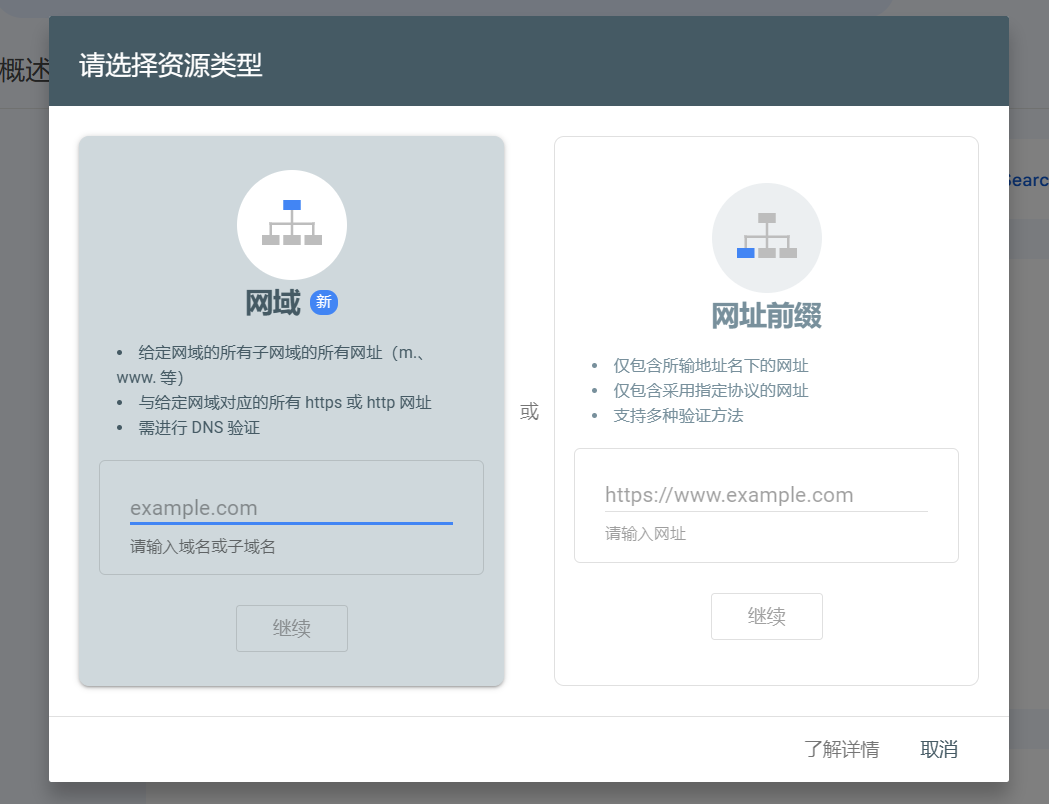 概述
请选择资源类型
Searc
网域 新
• 给定网域的所有子网域的所有网址（m.、
www. 等）
• 与给定网域对应的所有 https 或 http 网址
• 需进行 DNS 验证
example.com
请输入域名或子域名
继续
或
网址前缀
• 仅包含所输地址名下的网址
• 仅包含采用指定协议的网址
• 支持多种验证方法
https://www.example.com
请输入网址
继续
了解详情 取消